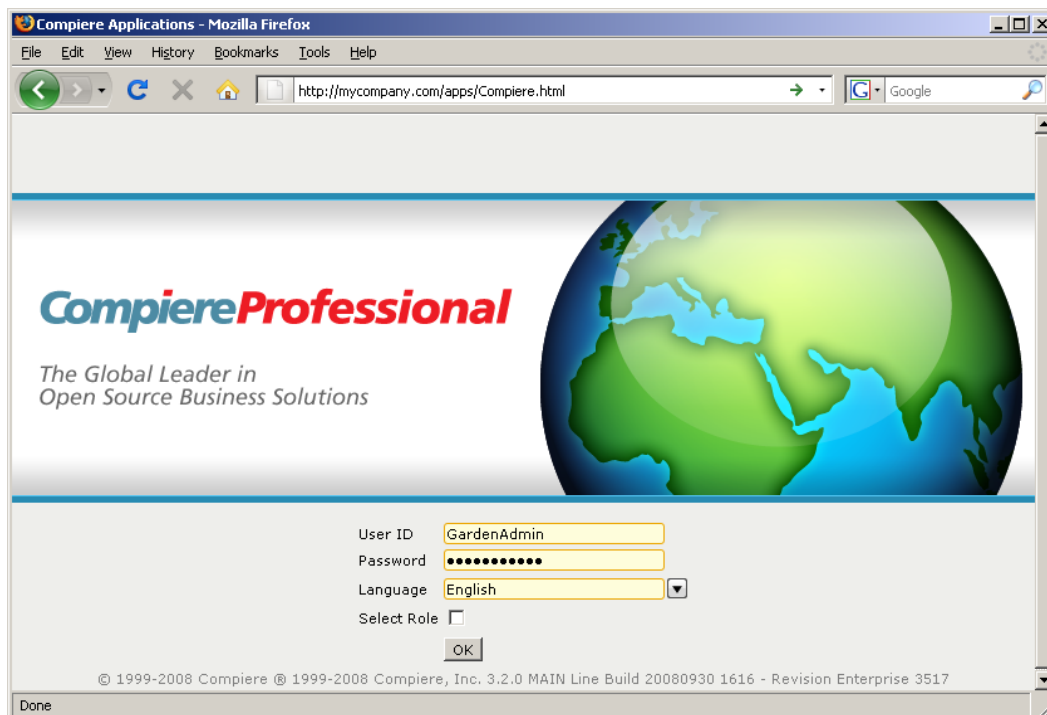 Compiere Applications - Mozilla Firefox
File Edit View History Bookmarks Tools Help
http://mycompany.com/apps/Compiere.html
G Google
CompiereProfessional
The Global Leader in
Open Source Business Solutions
User ID GardenAdmin
Password •••••••••••
Language English
Select Role
OK
© 1999-2008 Compiere ® 1999-2008 Compiere, Inc. 3.2.0 MAIN Line Build 20080930 1616 - Revision Enterprise 3517
Done